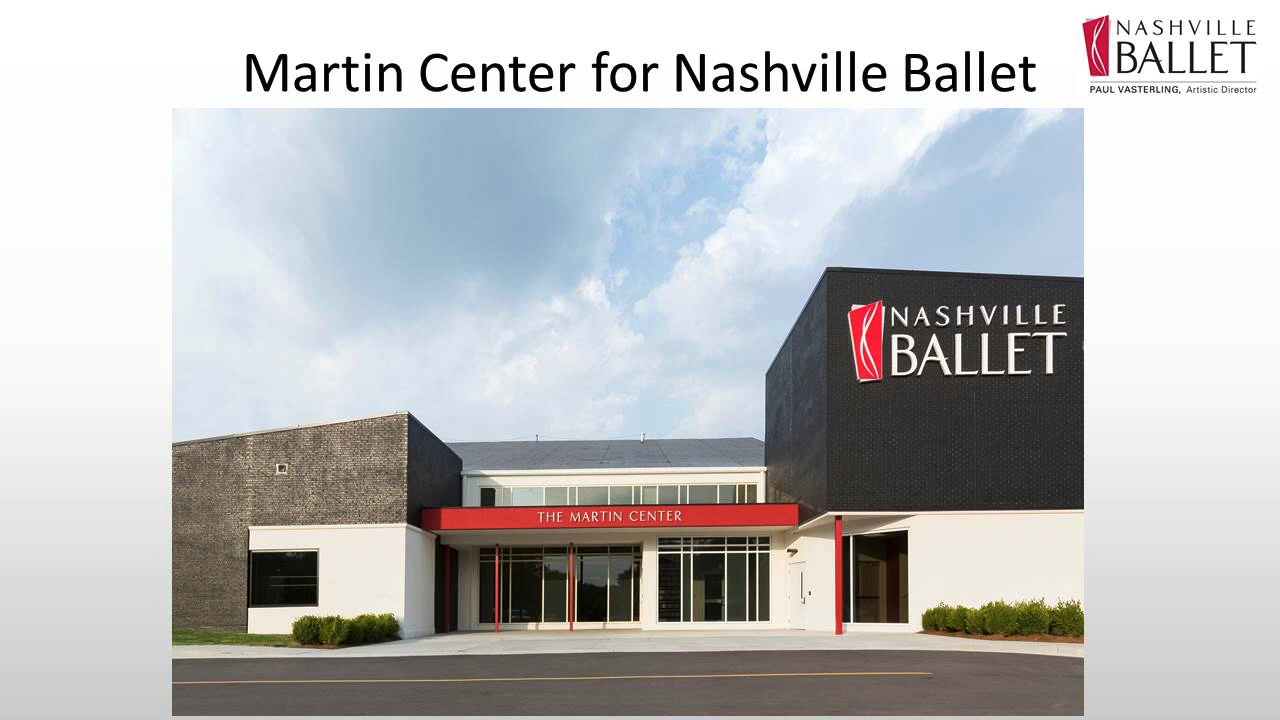 Martin Center for Nashville Ballet
NASHVILLE
BALLET
PAUL VASTERLING, Artistic Director
NASHVILLE
BALLET
THE MARTIN CENTER